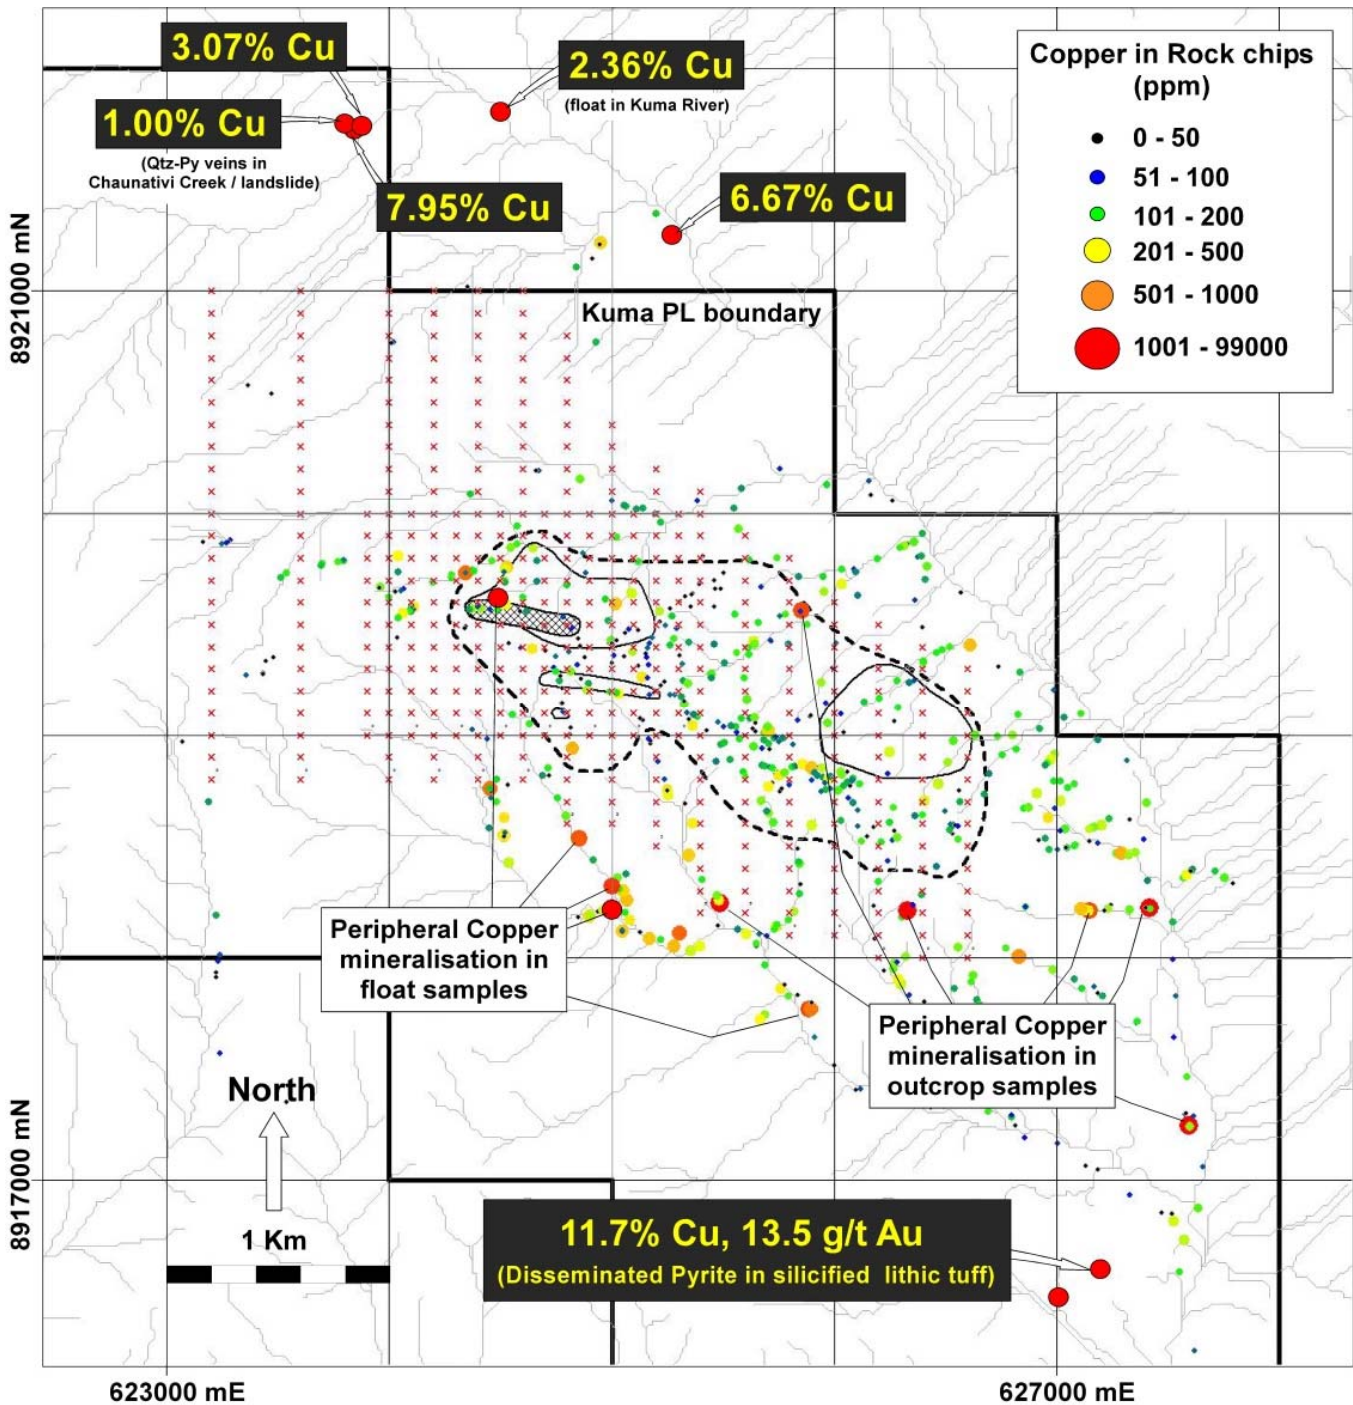 3.07% Cu
2.36% Cu
(float in Kuma River)
1.00% Cu
(Qtz-Py veins in
Chaunativi Creek / landslide)
7.95% Cu
6.67% Cu
Copper in Rock chips
(ppm)
0 - 50
51 - 100
101 - 200
201 - 500
501 - 1000
1001 - 99000
8921000 mN
Kuma PL boundary
Peripheral Copper
mineralisation in
float samples
Peripheral Copper
mineralisation in
outcrop samples
North
8917000 mN
1 Km
11.7% Cu, 13.5 g/t Au
(Disseminated Pyrite in silicified lithic tuff)
623000 mE
627000 mE